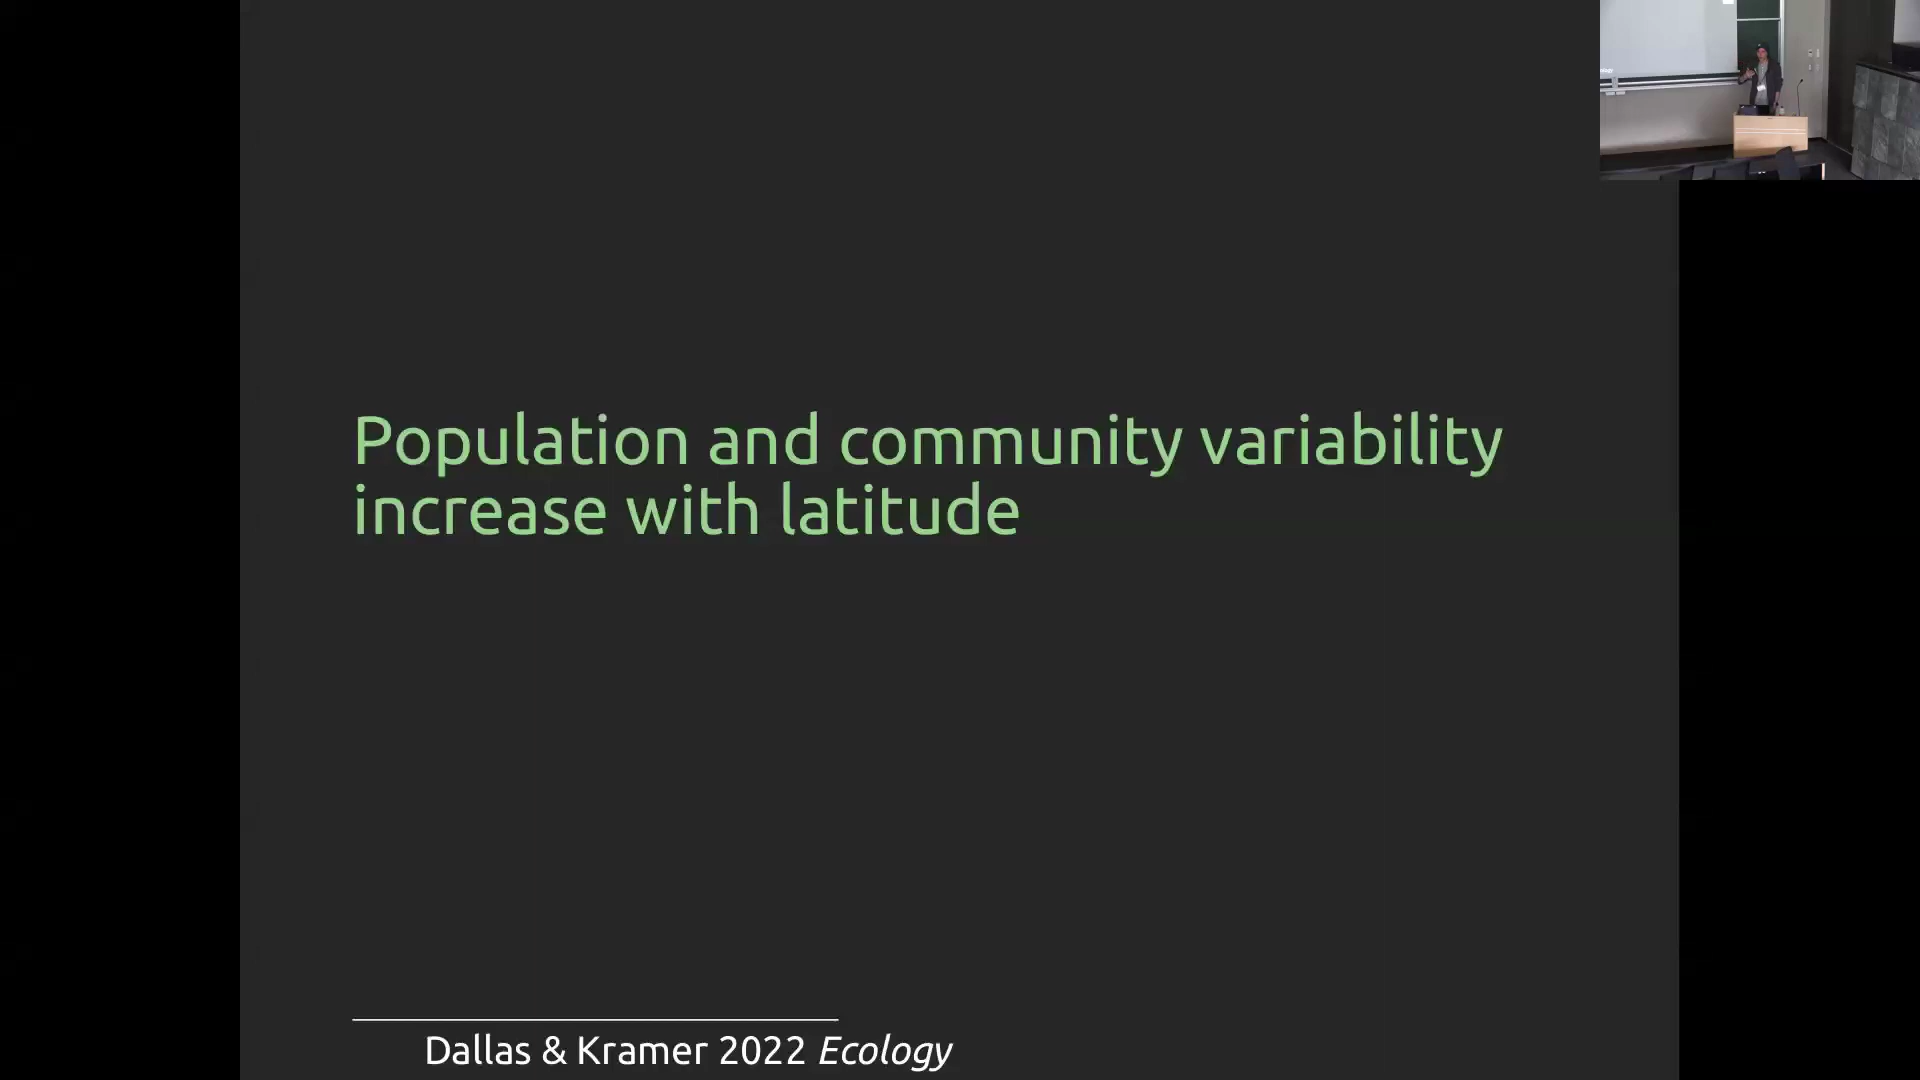 Population and community variability
increase with latitude
Dallas & Kramer 2022 Ecology